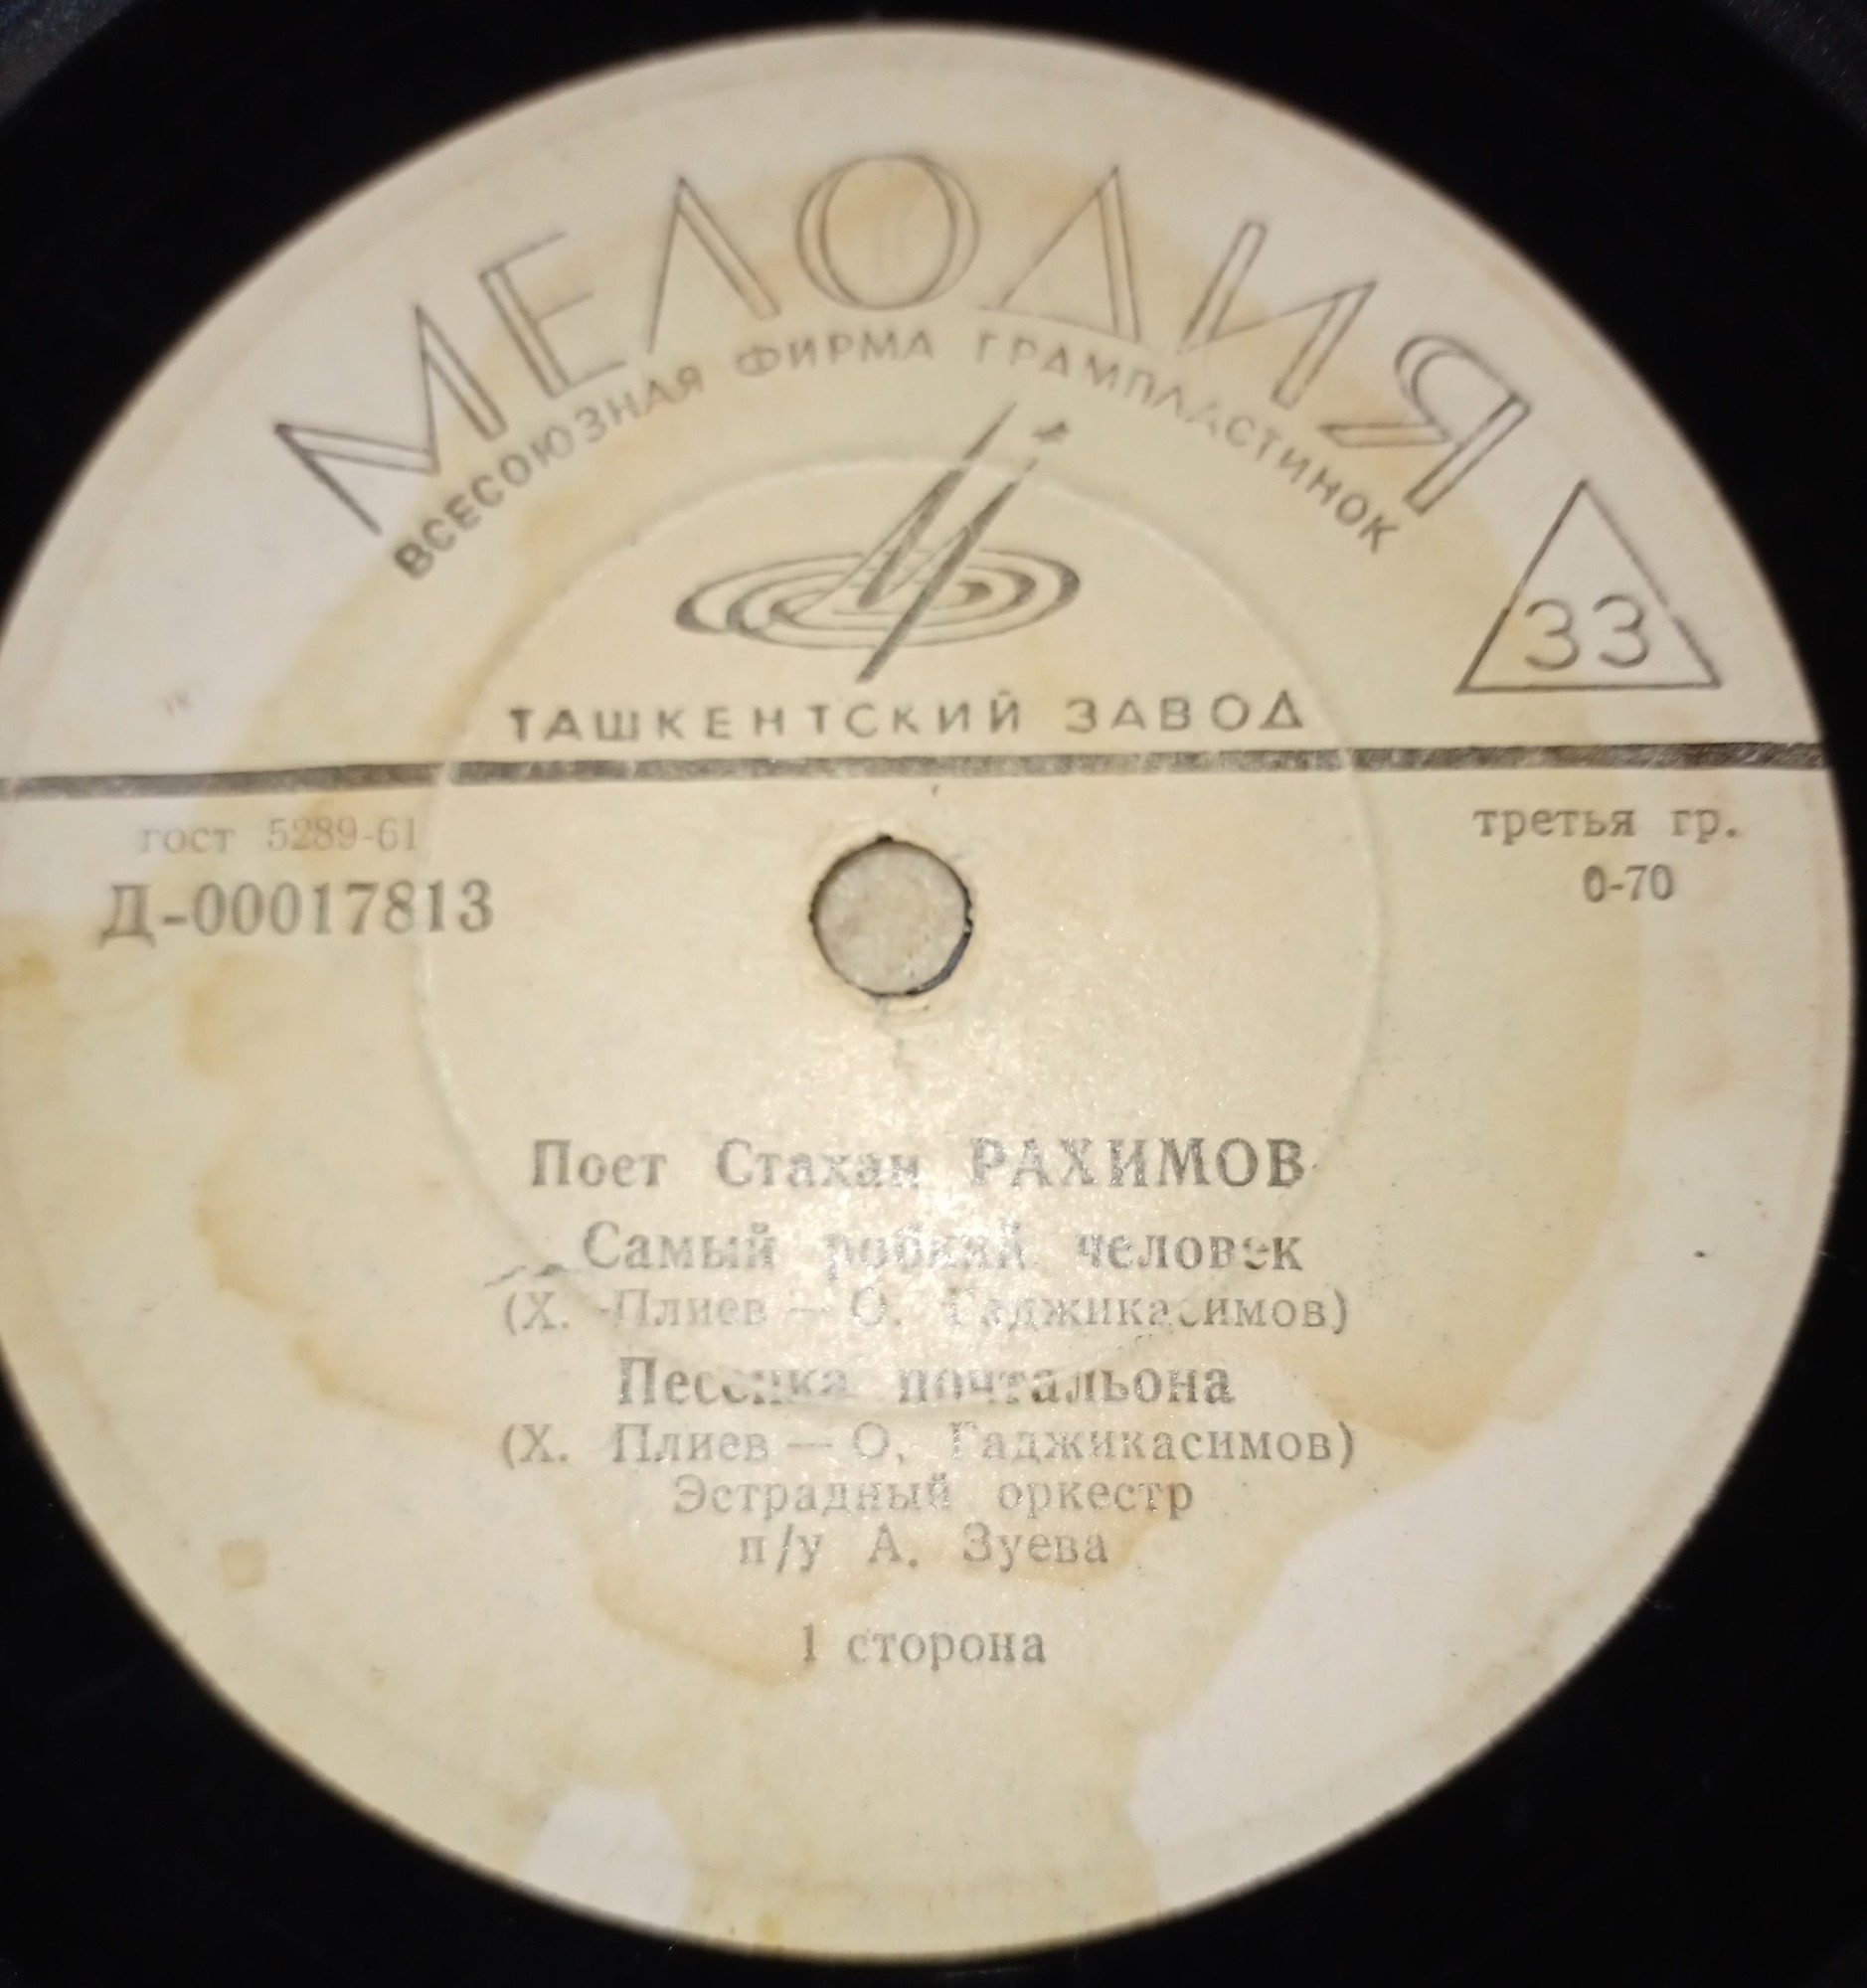 МЕЛОДИЯ
ВСЕСОЮЗНАЯ ФИРМА ГРАМПЛАСТИНОК
33
ТАШКЕНТСКИЙ ЗАВОД
гост 5289-61
третья гр.
Д-00017813
0-70
Поет Стахан РАХИМОВ
Самый робкий человек
(Х. Плиев — О. Гаджикасимов)
Песенка почтальона
(Х. Плиев — О. Гаджикасимов)
Эстрадный оркестр
п/у А. Зуева
1 сторона